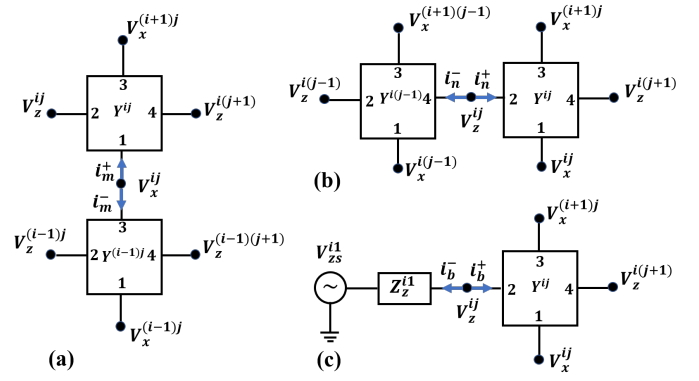 V_x^{(i+1)j}
3
V_z^{ij}
2
Y^{ij}
4
V_z^{i(j+1)}
1
i_m^+
V_x^{ij}
i_m^-
3
V_z^{(i-1)j}
2
Y^{(i-1)j}
4
V_z^{(i-1)(j+1)}
1
V_x^{(i-1)j}
(a)
V_x^{(i+1)(j-1)}
V_x^{(i+1)j}
3
3
V_z^{i(j-1)}
2
Y^{i(j-1)}
4
i_n^- i_n^+
V_z^{ij}
2
Y^{ij}
4
V_z^{i(j+1)}
1
1
V_x^{i(j-1)}
V_x^{ij}
(b)
V_x^{(i+1)j}
V_{zs}^{i1}
~
Z_z^{i1}
i_b^- i_b^+
V_z^{ij}
3
2
Y^{ij}
4
V_z^{i(j+1)}
1
V_x^{ij}
(c)